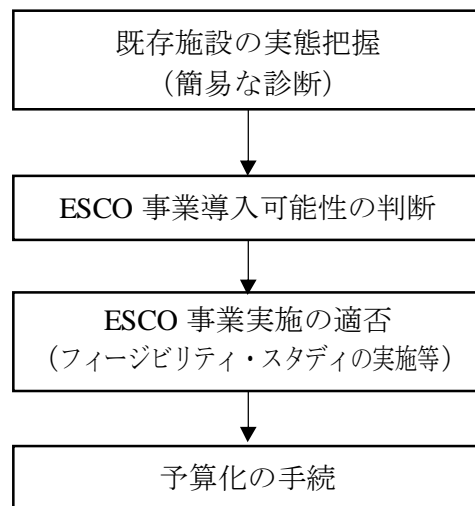 既存施設の実態把握
（簡易な診断）
ESCO 事業導入可能性の判断
ESCO 事業実施の適否
（フィージビリティ・スタディの実施等）
予算化の手続